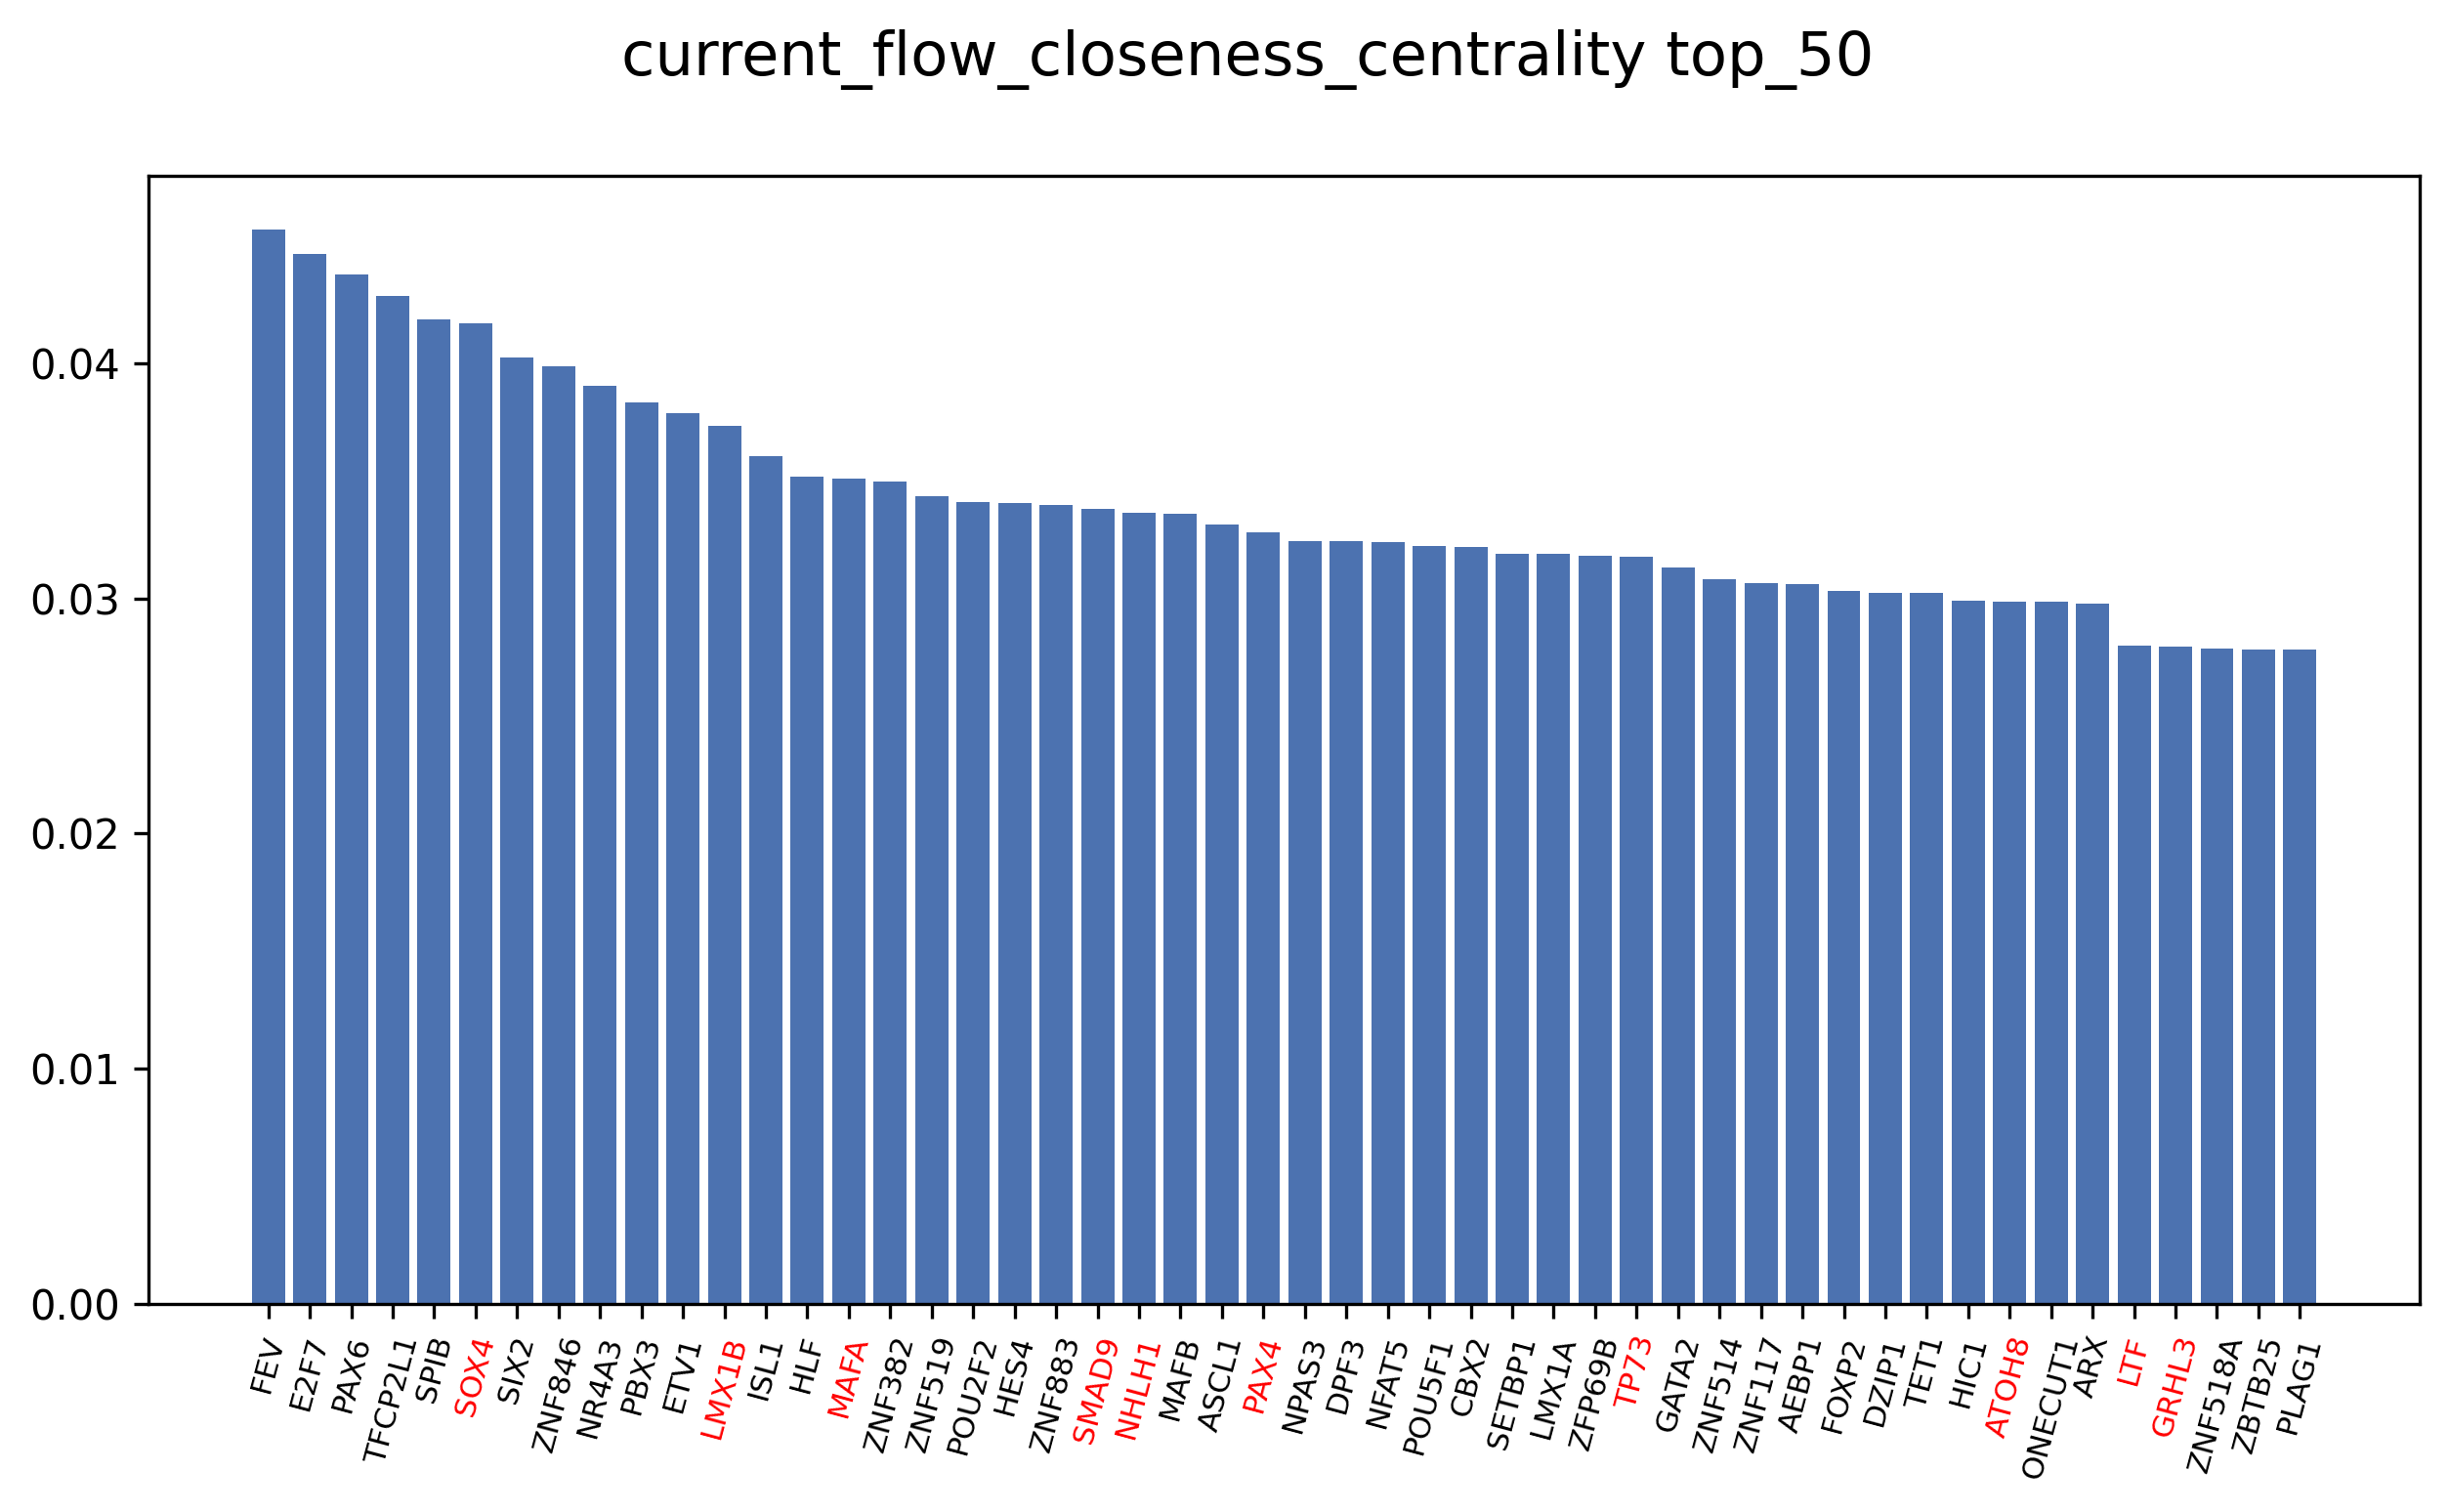 current_flow_closeness_centrality top_50
0.04
0.03
0.02
0.01
0.00
FEV
E2F7
PAX6
TFCP2L1
SPIB
SOX4
SIX2
ZNF846
NR4A3
PBX3
ETV1
LMX1B
ISL1
HLF
MAFA
ZNF382
ZNF519
POU2F2
HES4
ZNF883
SMAD9
NHLH1
MAFB
ASCL1
PAX4
NPAS3
DPF3
NFAT5
POU5F1
CBX2
SETBP1
LMX1A
ZFP69B
TP73
GATA2
ZNF514
ZNF117
AEBP1
FOXP2
DZIP1
TET1
HIC1
ATOH8
ONECUT1
ARX
LTF
GRHL3
ZNF518A
ZBTB25
PLAG1